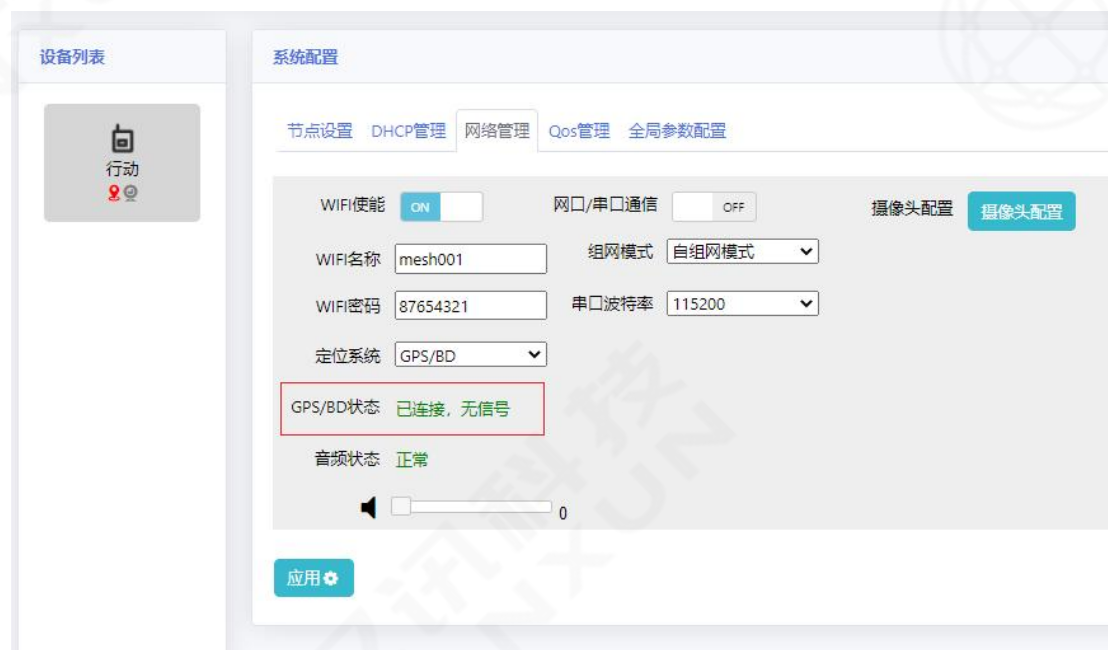 设备列表
行动
系统配置
节点设置 DHCP管理 网络管理 Qos管理 全局参数配置
WIFI使能 ON 网口/串口通信 OFF 摄像头配置 摄像头配置
WIFI名称 mesh001 组网模式 自组网模式
WIFI密码 87654321 串口波特率 115200
定位系统 GPS/BD
GPS/BD状态 已连接，无信号
音频状态 正常
0
应用
讯科技
NXUN